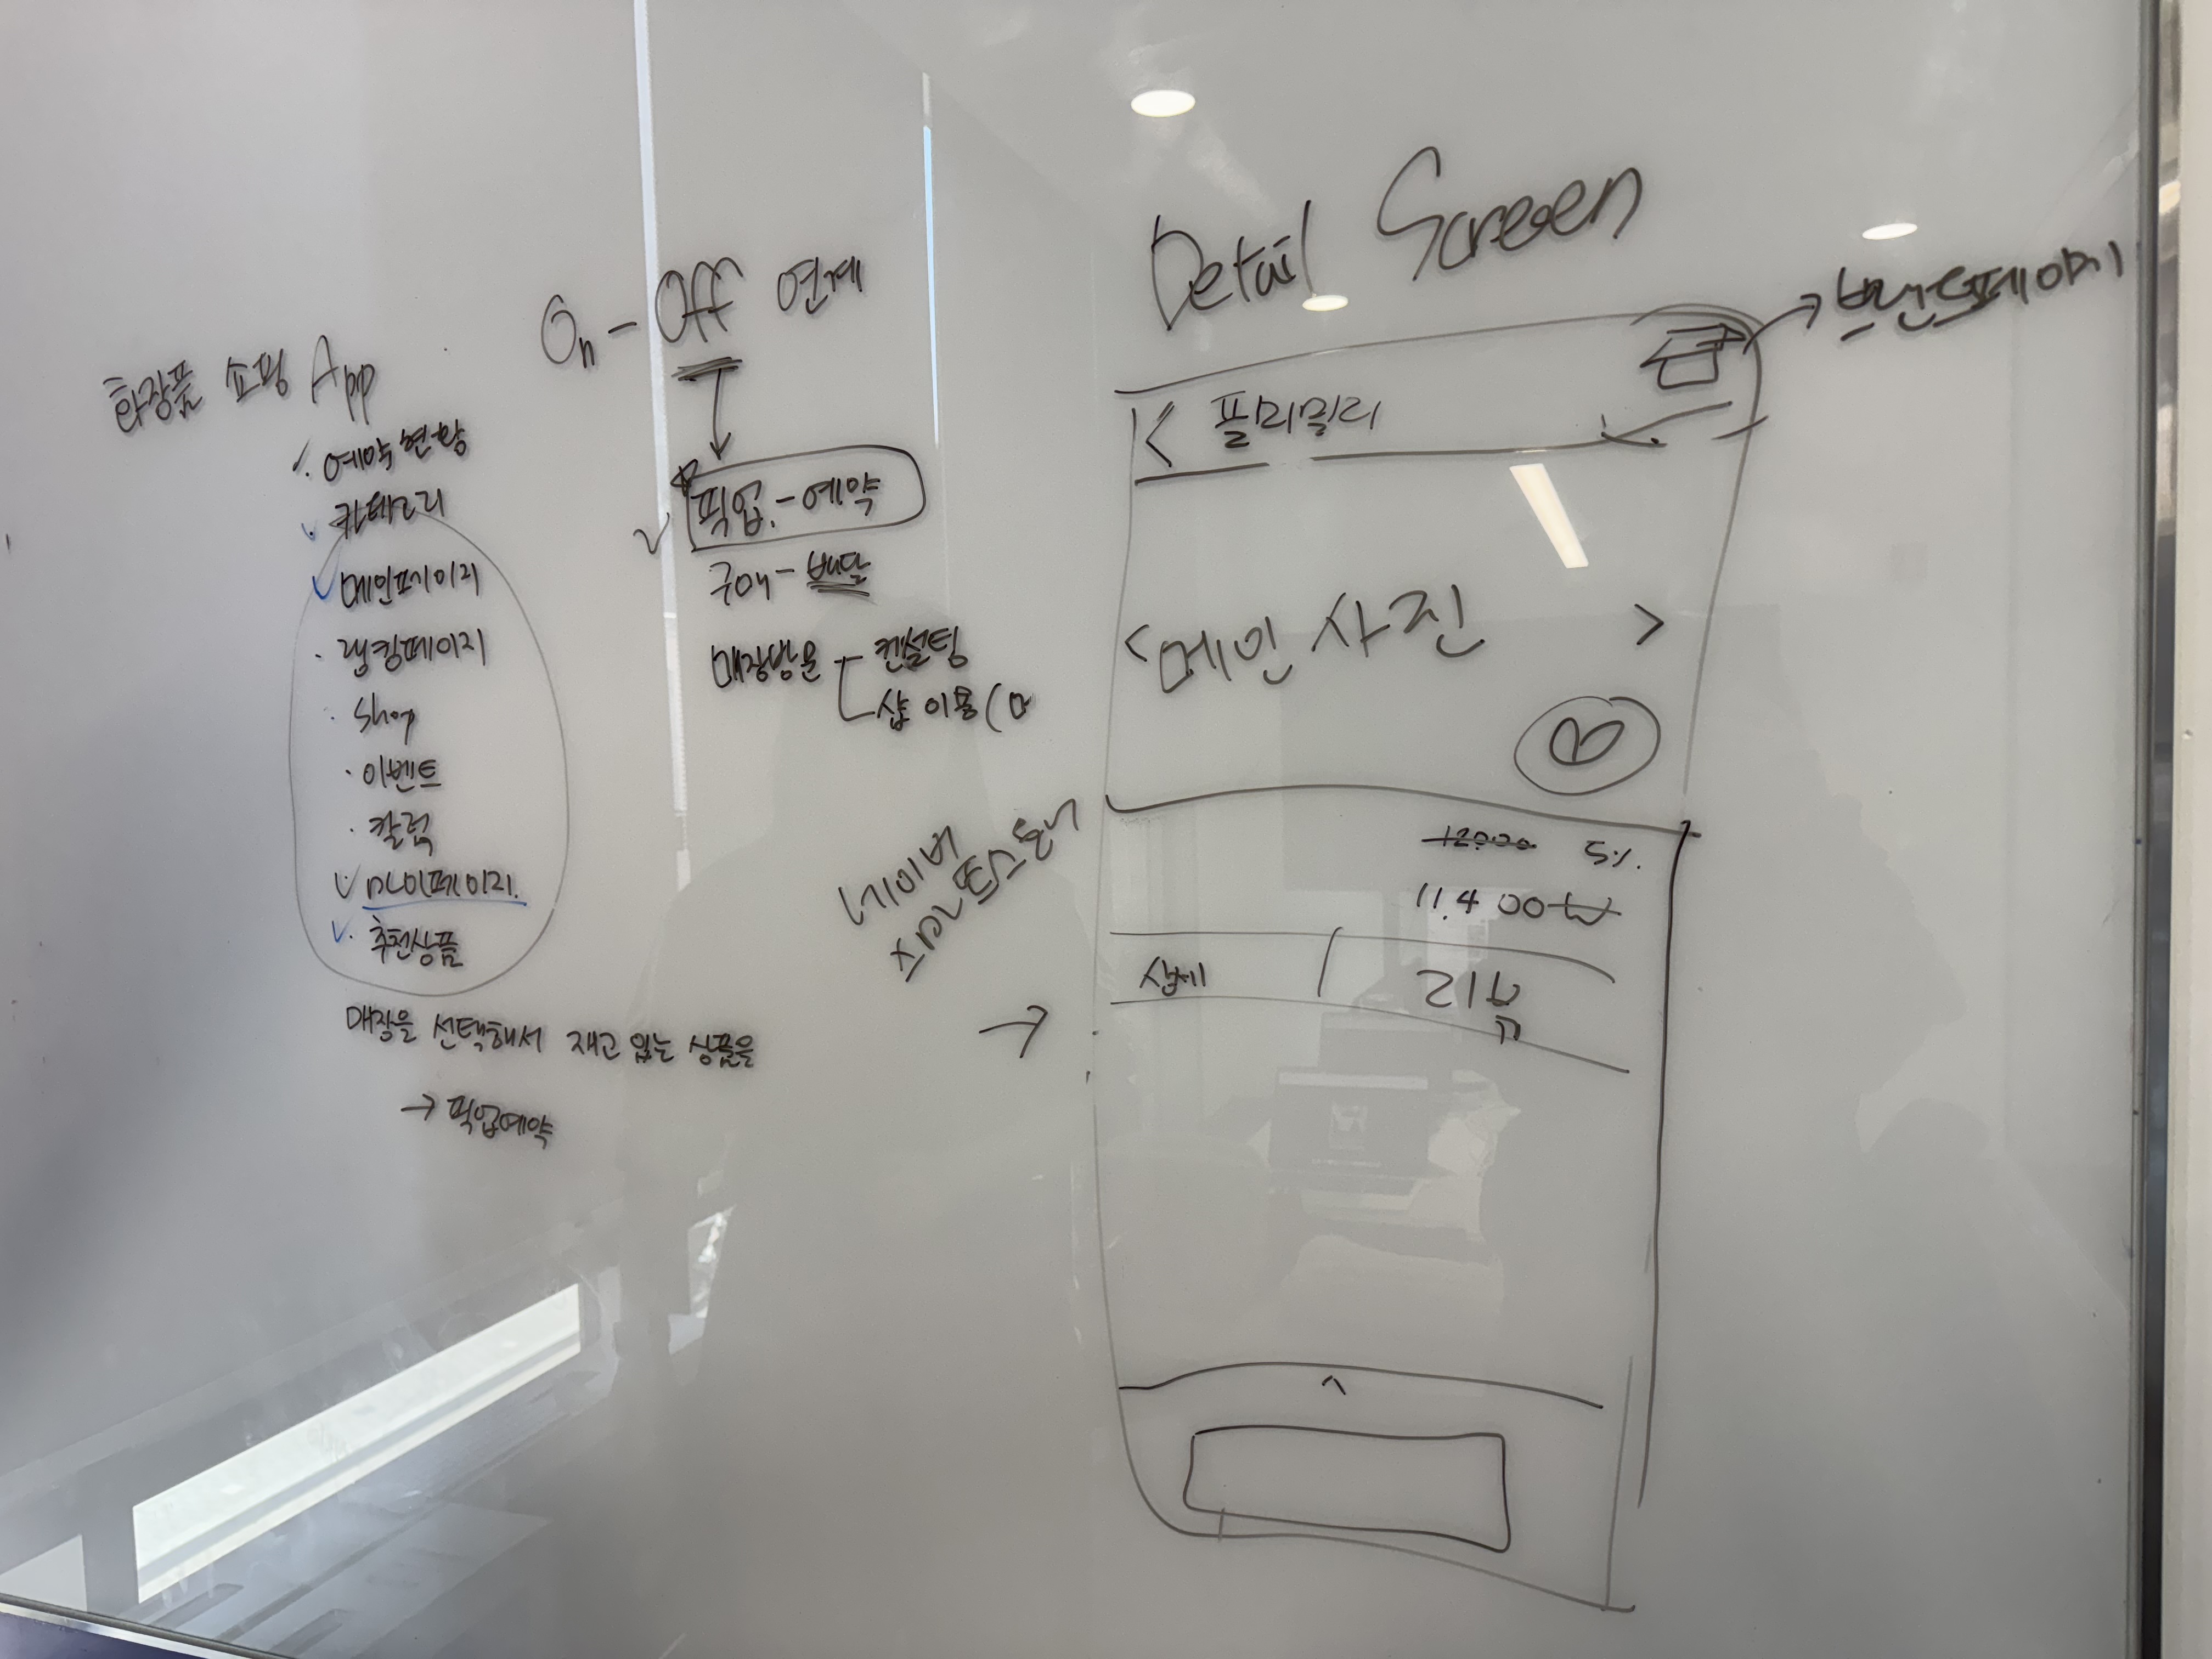 화장품 쇼핑 App
예약현황
카테고리
메인페이지
랭킹페이지
Shop
이벤트
칼럼
마이페이지.
추천상품
매장을 선택해서 재고 있는 상품을
→ 픽업예약
On - Off 연계
픽업 - 예약
구매 - 배달
매장방문 - 컨설팅
샵 이용 (
Detail Screen
→ 브랜드페이지
< 필리밀리
< 메인 사진 >
네이버
스마트스토어
12000 5%
11,400원
상세 | 리뷰
→
^